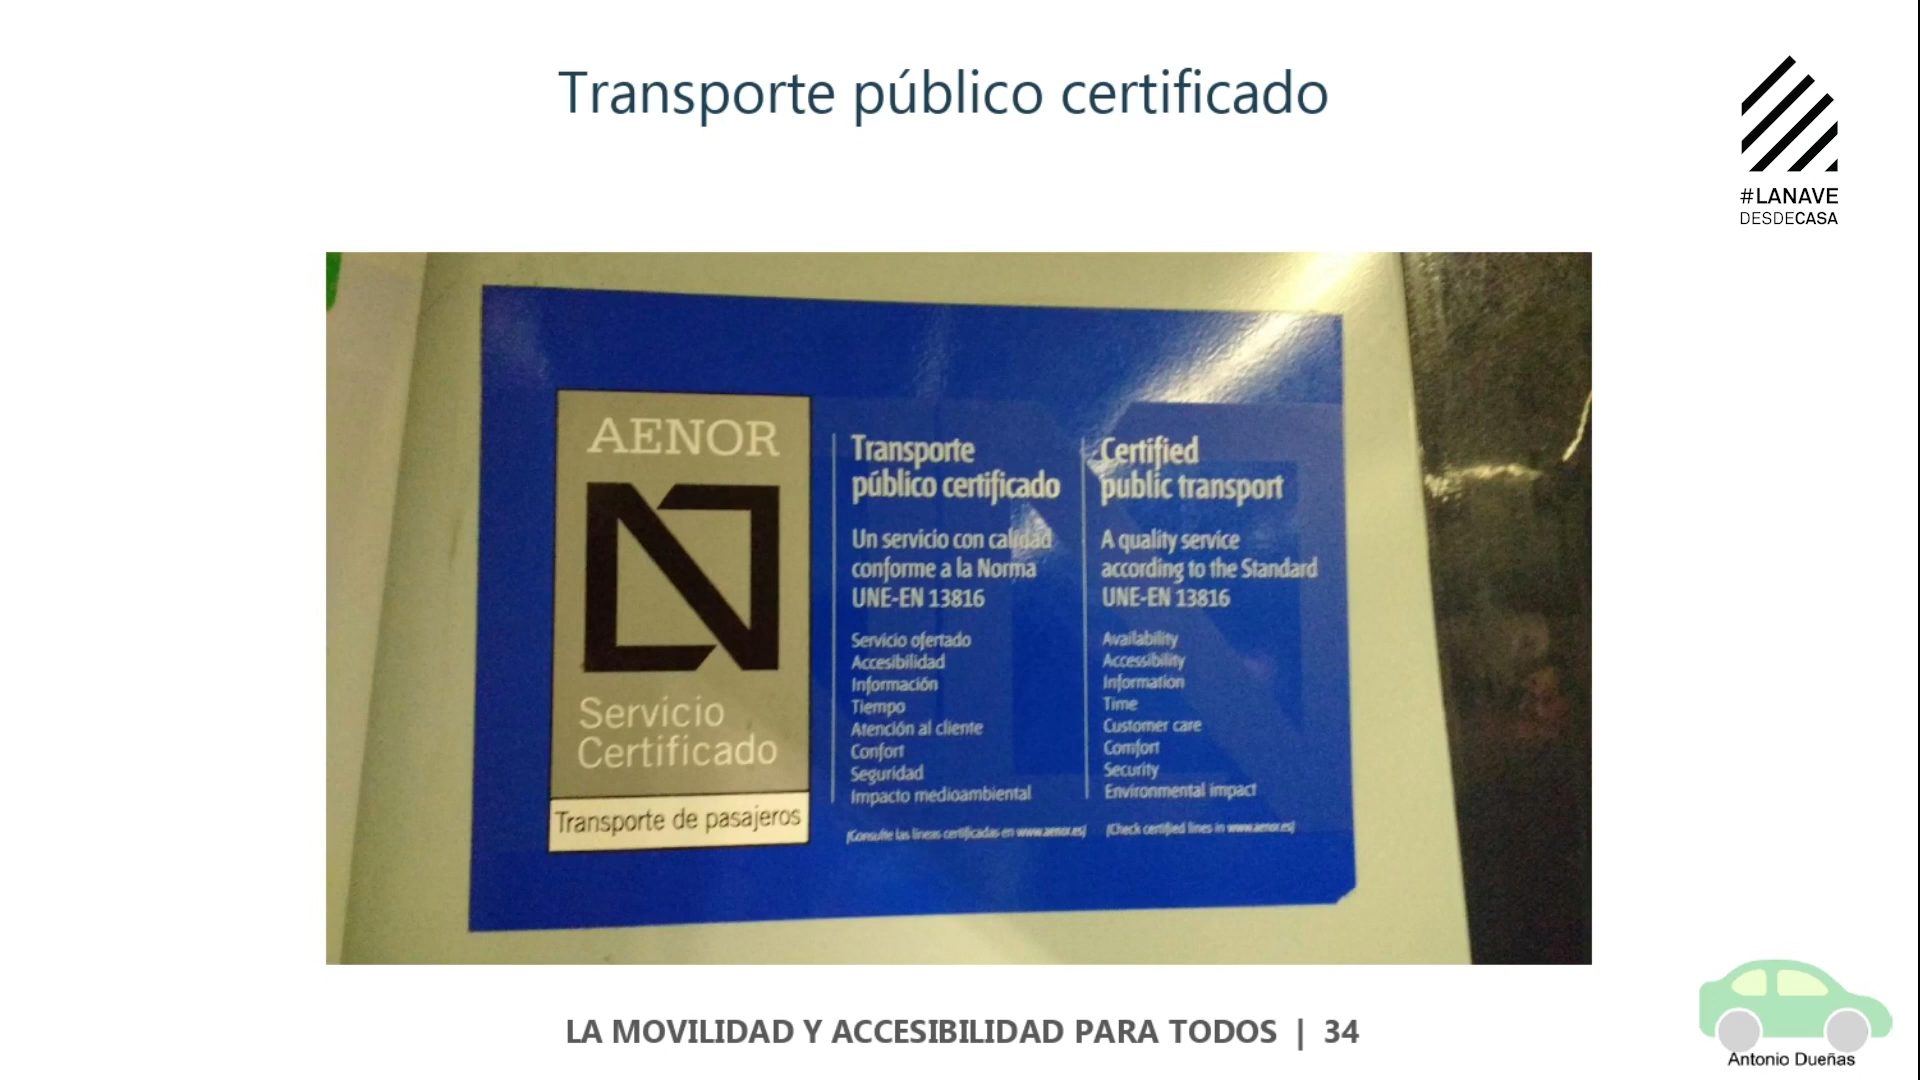 Transporte público certificado
#LANAVE
DESDECASA
AENOR
Servicio
Certificado
Transporte de pasajeros
Transporte
público certificado
Un servicio con calidad
conforme a la Norma
UNE-EN 13816
Servicio ofertado
Accesibilidad
Información
Tiempo
Atención al cliente
Confort
Seguridad
Impacto medioambiental
(Consulte las líneas certificadas en www.aenor.es)
Certified
public transport
A quality service
according to the Standard
UNE-EN 13816
Availability
Accessibility
Information
Time
Customer care
Comfort
Security
Environmental impact
(Check certified lines in www.aenor.es)
LA MOVILIDAD Y ACCESIBILIDAD PARA TODOS | 34
Antonio Dueñas